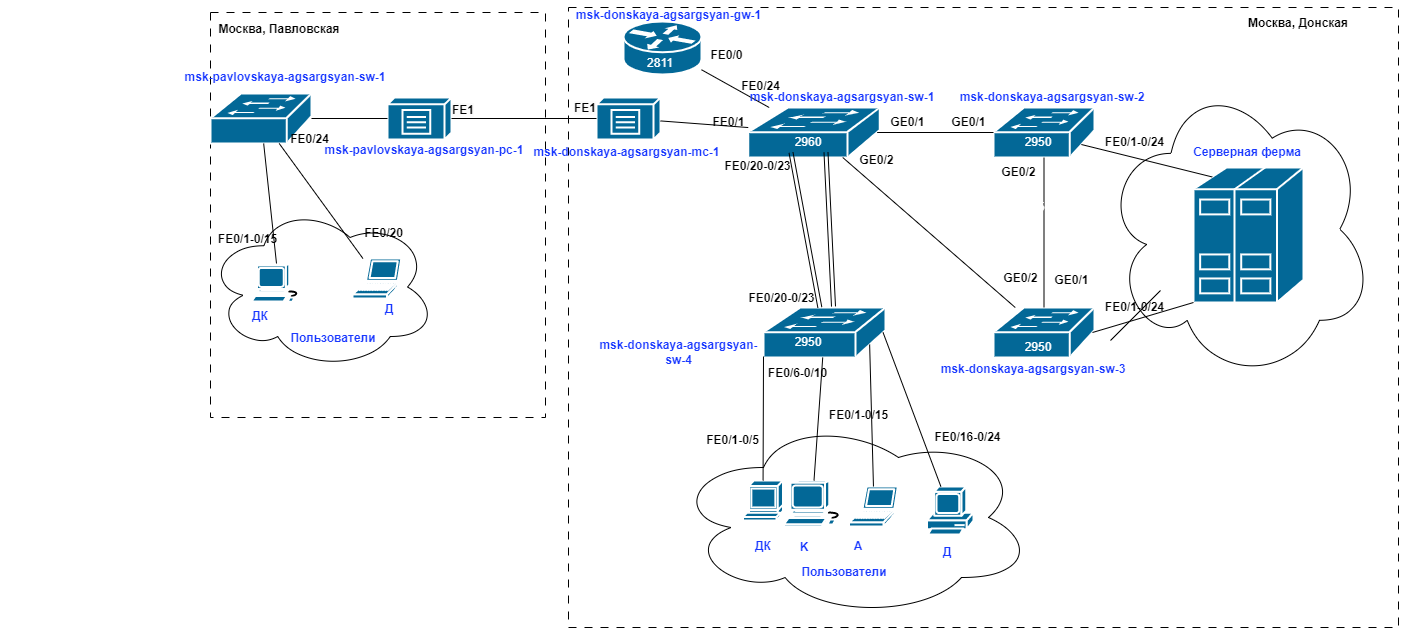 Москва, Павловская
msk-pavlovskaya-agsargsyan-sw-1
FE0/24
FE1
msk-pavlovskaya-agsargsyan-pc-1
FE0/1-0/15
FE0/20
?
ДК
Д
Пользователи
Москва, Донская
msk-donskaya-agsargsyan-gw-1
2811
FE0/0
FE0/24
FE1
msk-donskaya-agsargsyan-mc-1
FE0/1
msk-donskaya-agsargsyan-sw-1
2960
GE0/1
GE0/1
msk-donskaya-agsargsyan-sw-2
2950
FE0/1-0/24
Серверная ферма
FE0/20-0/23
GE0/2
GE0/2
GE0/2
GE0/1
FE0/1-0/24
2950
msk-donskaya-agsargsyan-sw-3
FE0/20-0/23
2950
msk-donskaya-agsargsyan-
sw-4
FE0/6-0/10
FE0/1-0/15
FE0/1-0/5
FE0/16-0/24
?
ДК
К
А
Д
Пользователи